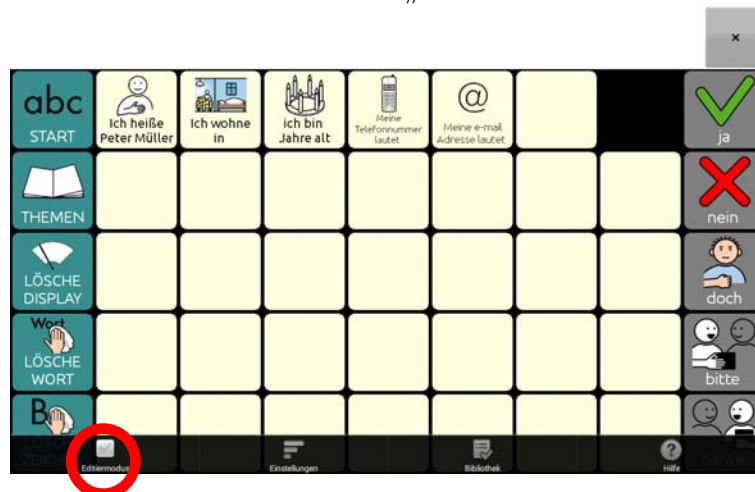 „
×
abc
START
Ich heiße
Peter Müller
Ich wohne
in
ich bin
Jahre alt
Meine
Telefonnummer
lautet
@
Meine e-mail
Adresse lautet
ja
THEMEN
nein
LÖSCHE
DISPLAY
doch
Wort
LÖSCHE
WORT
bitte
B
Editiermodus
Einstellungen
Bibliothek
?
Hilfe
danke